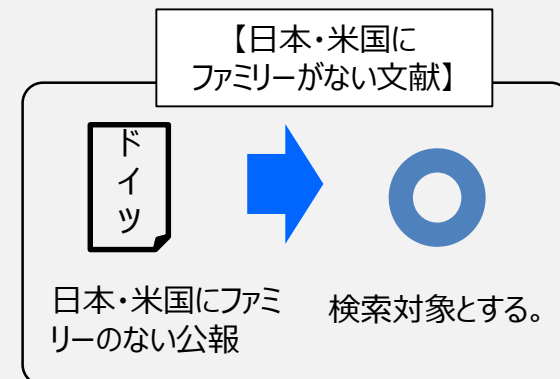 【日本・米国に
ファミリーがない文献】
ドイツ
日本・米国にファミ
リーのない公報
検索対象とする。